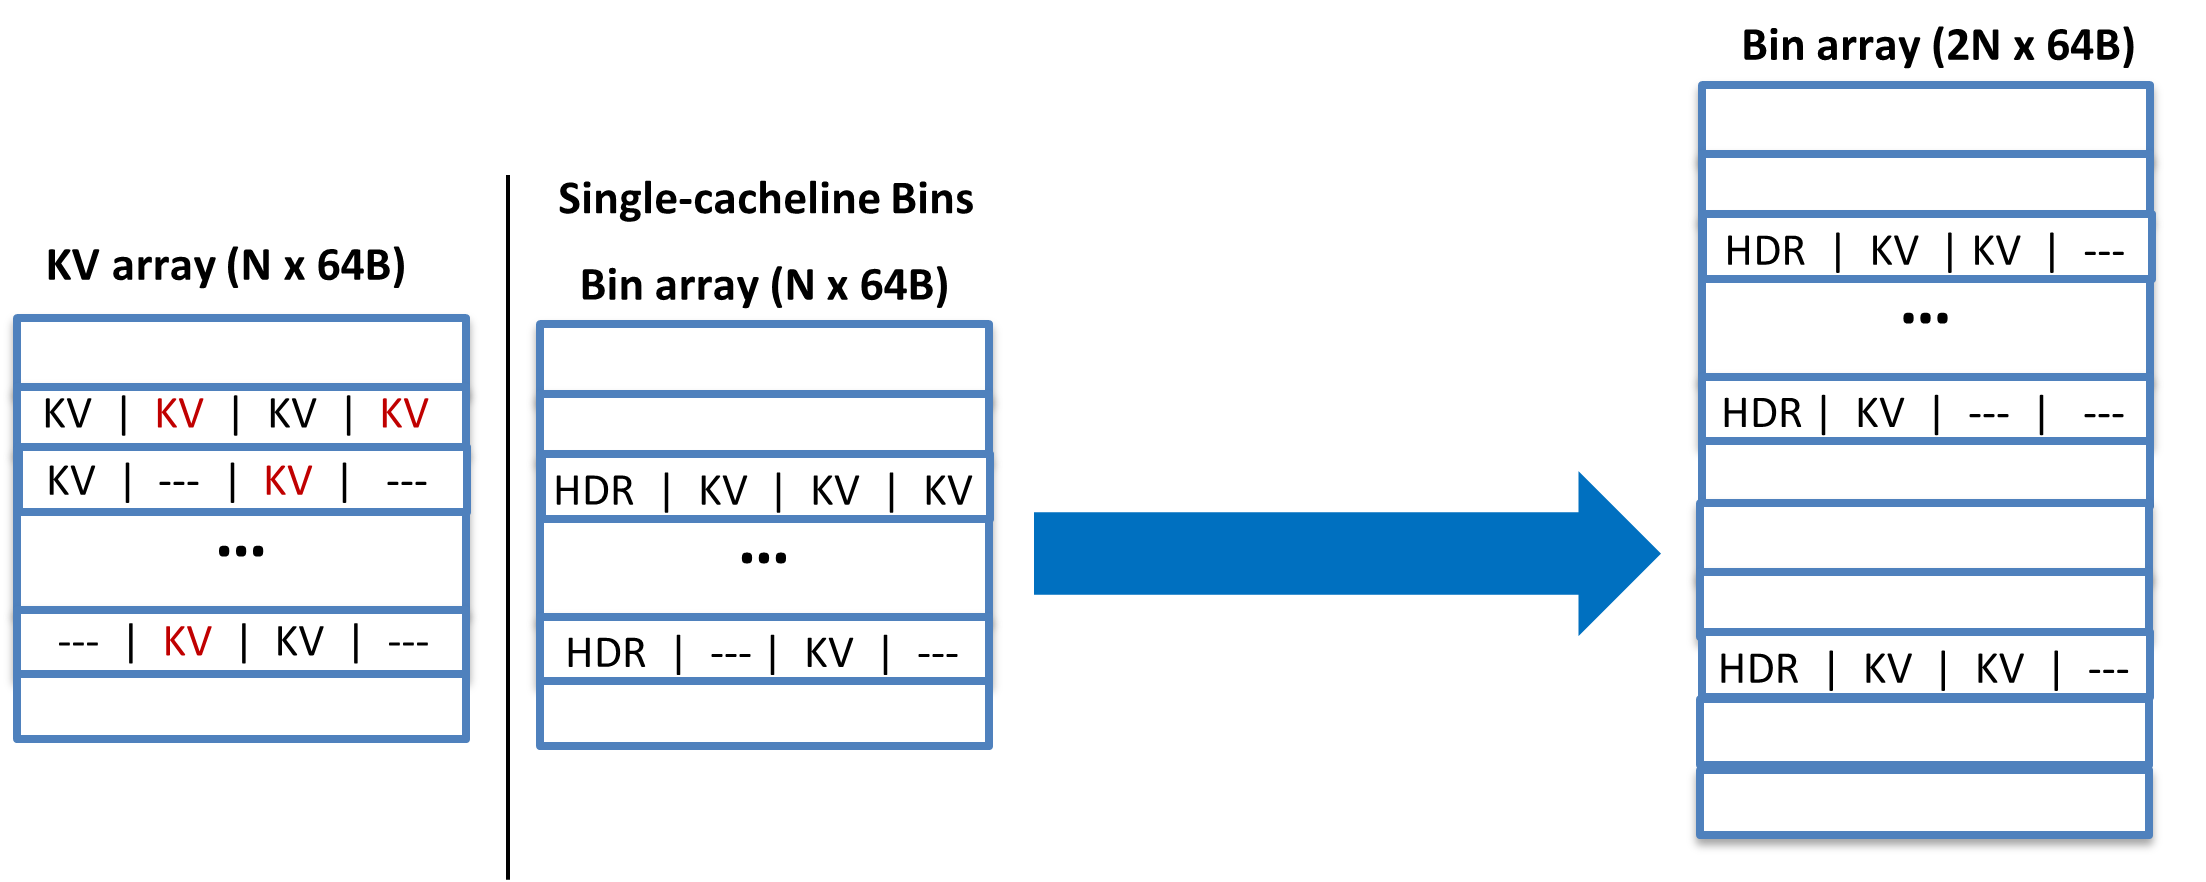 KV array (N x 64B)
KV | KV | KV | KV
KV | --- | KV | ---
...
--- | KV | KV | ---
Single-cacheline Bins
Bin array (N x 64B)
HDR | KV | KV | KV
...
HDR | --- | KV | ---
Bin array (2N x 64B)
HDR | KV | KV | ---
...
HDR | KV | --- | ---
HDR | KV | KV | ---